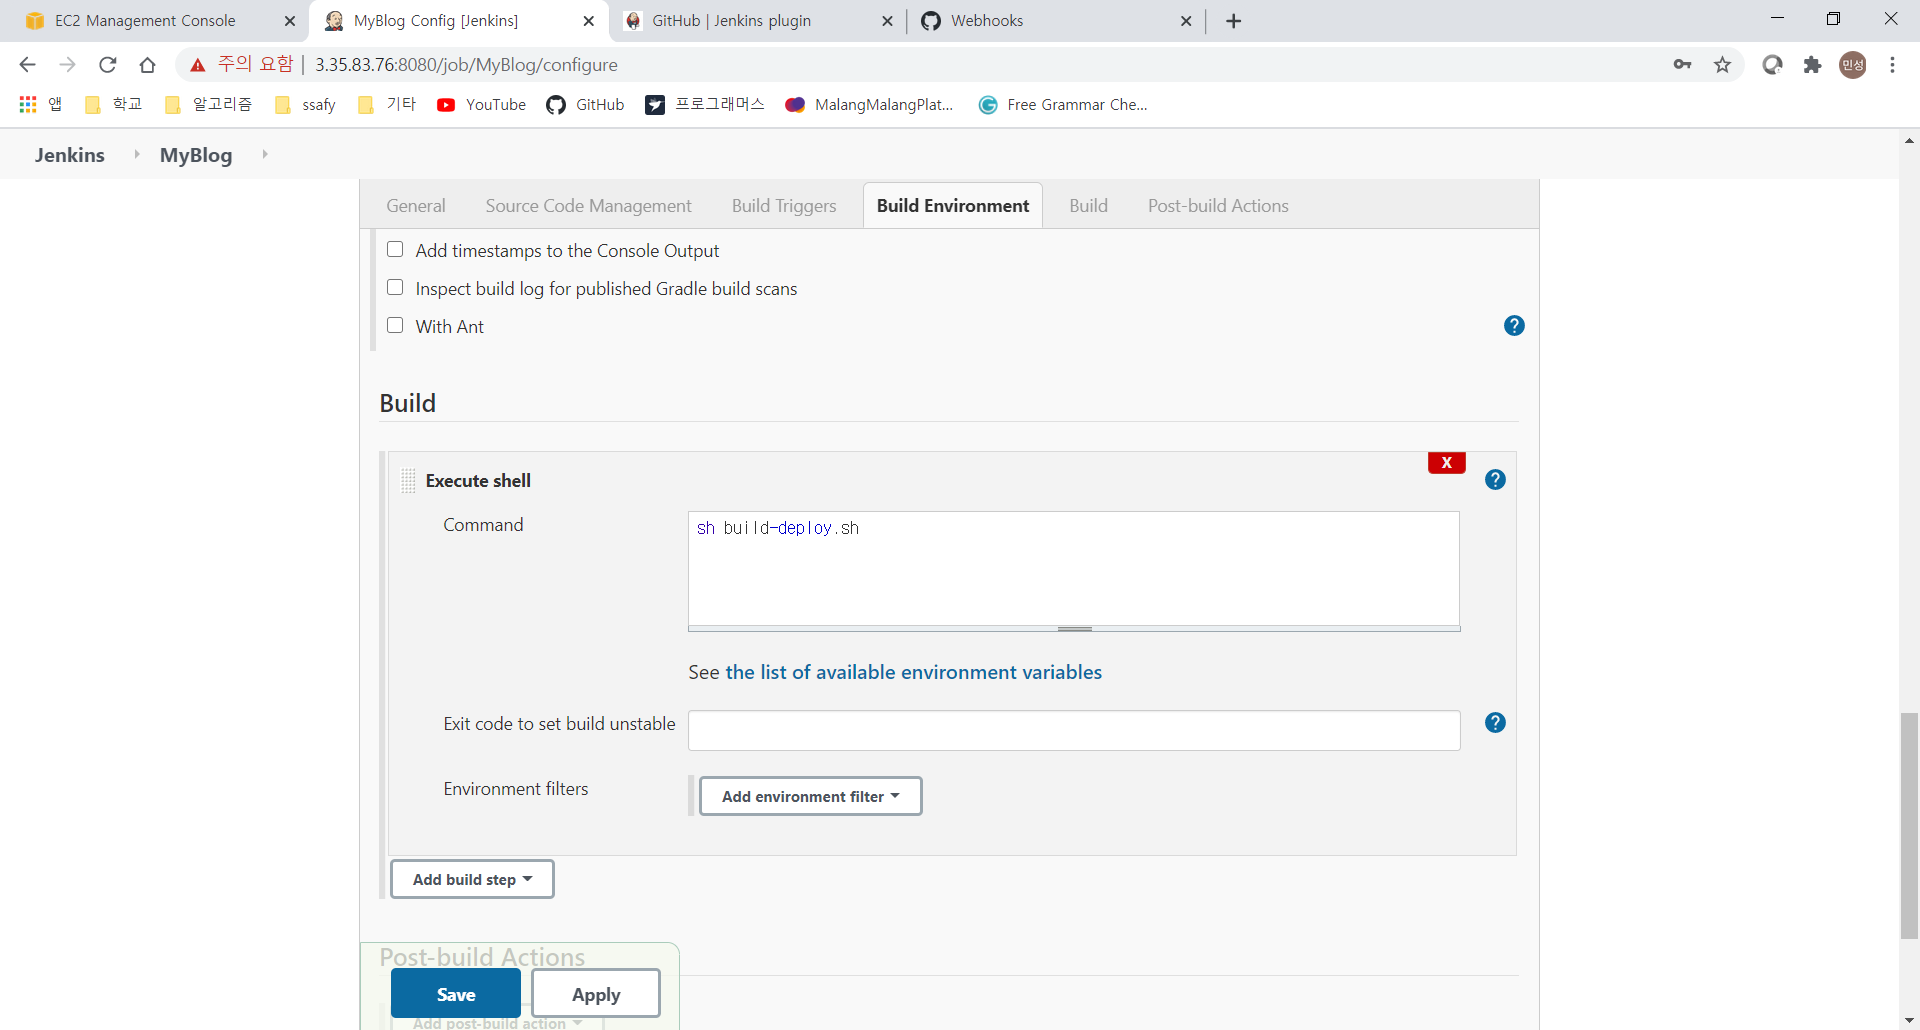 EC2 Management Console
MyBlog Config [Jenkins]
GitHub | Jenkins plugin
Webhooks
주의 요함 | 3.35.83.76:8080/job/MyBlog/configure
민성
앱
학교
알고리즘
ssafy
기타
YouTube
GitHub
프로그래머스
MalangMalangPlat...
Free Grammar Che...
Jenkins
MyBlog
General
Source Code Management
Build Triggers
Build Environment
Build
Post-build Actions
Add timestamps to the Console Output
Inspect build log for published Gradle build scans
With Ant
?
Build
X
Execute shell
?
Command
sh build-deploy.sh
See the list of available environment variables
Exit code to set build unstable
?
Environment filters
Add environment filter
Add build step
Post-build Actions
Save
Apply
Add post-build action